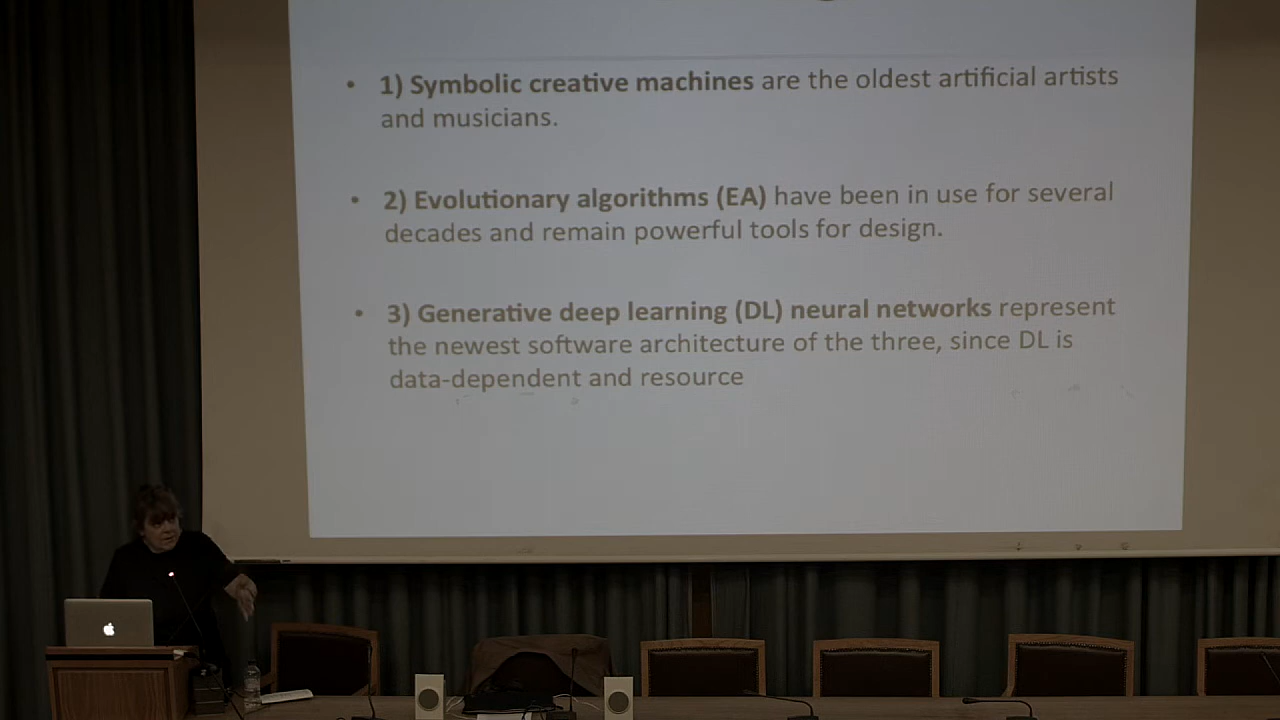 • 1) Symbolic creative machines are the oldest artificial artists
and musicians.
• 2) Evolutionary algorithms (EA) have been in use for several
decades and remain powerful tools for design.
• 3) Generative deep learning (DL) neural networks represent
the newest software architecture of the three, since DL is
data-dependent and resource